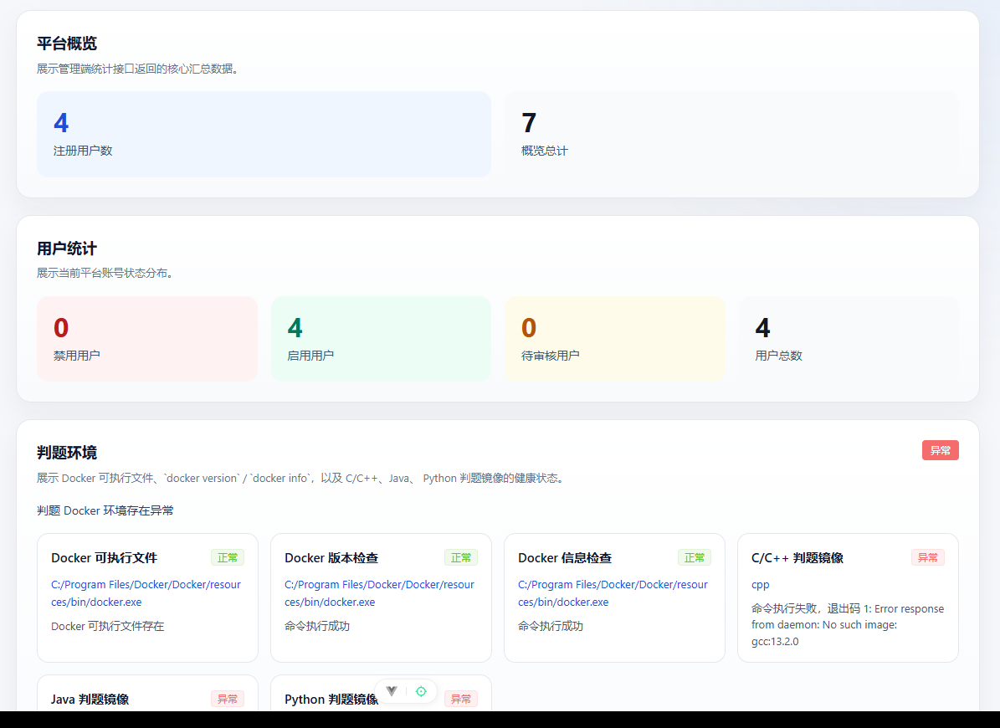 平台概览
展示管理端统计接口返回的核心汇总数据。
4
注册用户数
7
概览总计
用户统计
展示当前平台账号状态分布。
0
禁用用户
4
启用用户
0
待审核用户
4
用户总数
判题环境
异常
展示 Docker 可执行文件、`docker version` / `docker info`，以及 C/C++、Java、 Python 判题镜像的健康状态。
判题 Docker 环境存在异常
Docker 可执行文件
正常
C:/Program Files/Docker/Docker/resour
ces/bin/docker.exe
Docker 可执行文件存在
Docker 版本检查
正常
C:/Program Files/Docker/Docker/resour
ces/bin/docker.exe
命令执行成功
Docker 信息检查
正常
C:/Program Files/Docker/Docker/resour
ces/bin/docker.exe
命令执行成功
C/C++ 判题镜像
异常
cpp
命令执行失败，退出码 1: Error response
from daemon: No such image:
gcc:13.2.0
Java 判题镜像
异常
Python 判题镜像
异常